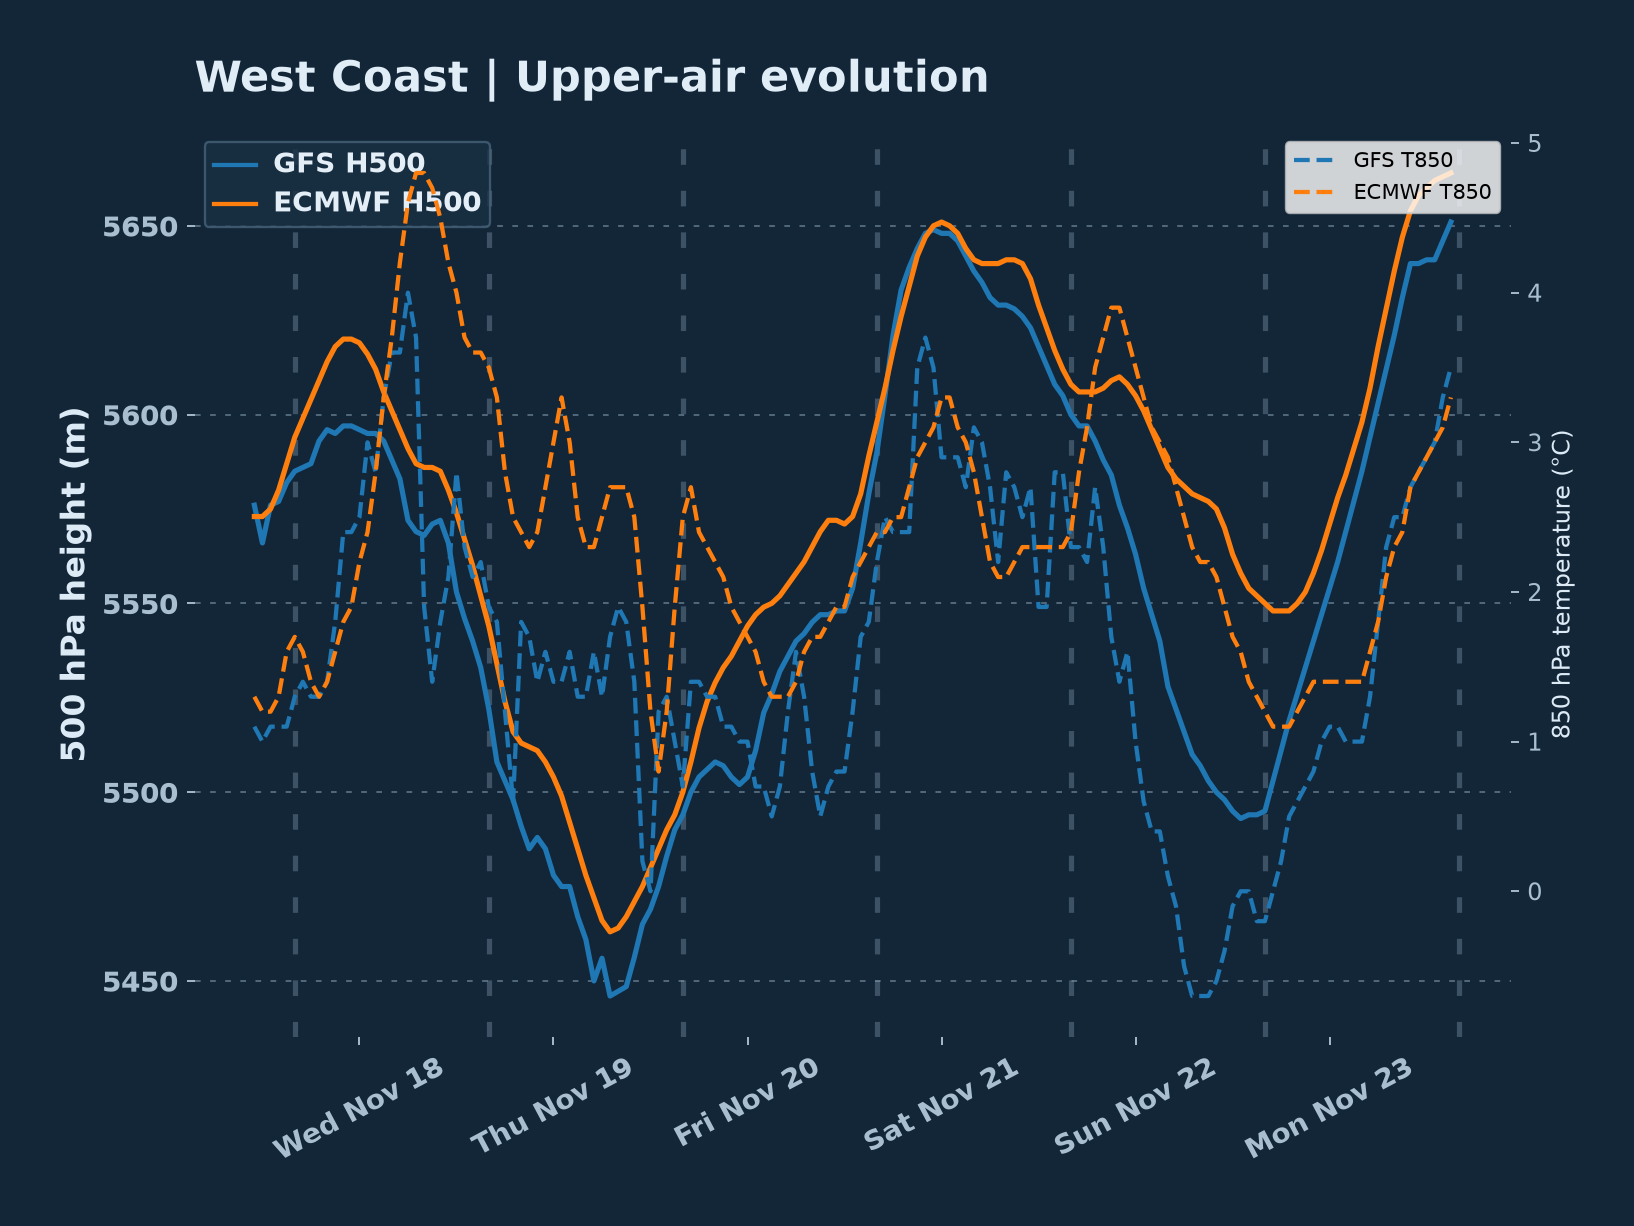 West Coast | Upper-air evolution
GFS H500
ECMWF H500
GFS T850
ECMWF T850
5650
5600
5550
5500
5450
500 hPa height (m)
5
4
3
2
1
0
850 hPa temperature (°C)
Wed Nov 18
Thu Nov 19
Fri Nov 20
Sat Nov 21
Sun Nov 22
Mon Nov 23